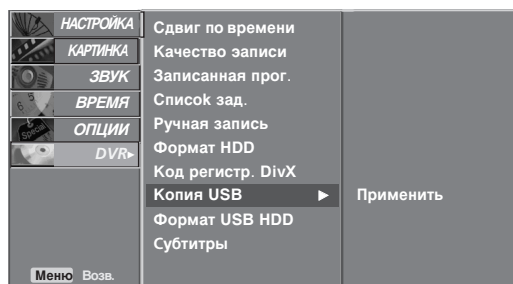 НАСТРОЙКА
КАРТИНКА
ЗВУК
ВРЕМЯ
ОПЦИИ
DVR▸
Сдвиг по времени
Качество записи
Записанная прог.
Список зад.
Ручная запись
Формат HDD
Код регистр. DivX
Копия USB ▶ Применить
Формат USB HDD
Субтитры
Меню Возв.